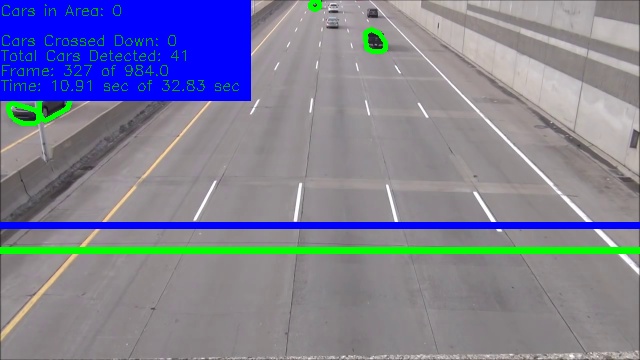 Cars in Area: 0
Cars Crossed Down: 0
Total Cars Detected: 41
Frame: 327 of 984.0
Time: 10.91 sec of 32.83 sec